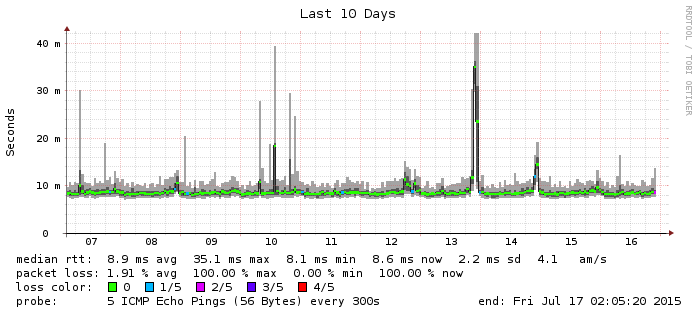 Last 10 Days
RRDTOOL / TOBI OETIKER
Seconds
40 m
30 m
20 m
10 m
0
07 08 09 10 11 12 13 14 15 16
median rtt: 8.9 ms avg 35.1 ms max 8.1 ms min 8.6 ms now 2.2 ms sd 4.1 am/s
packet loss: 1.91 % avg 100.00 % max 0.00 % min 100.00 % now
loss color: 0 1/5 2/5 3/5 4/5
probe: 5 ICMP Echo Pings (56 Bytes) every 300s end: Fri Jul 17 02:05:20 2015